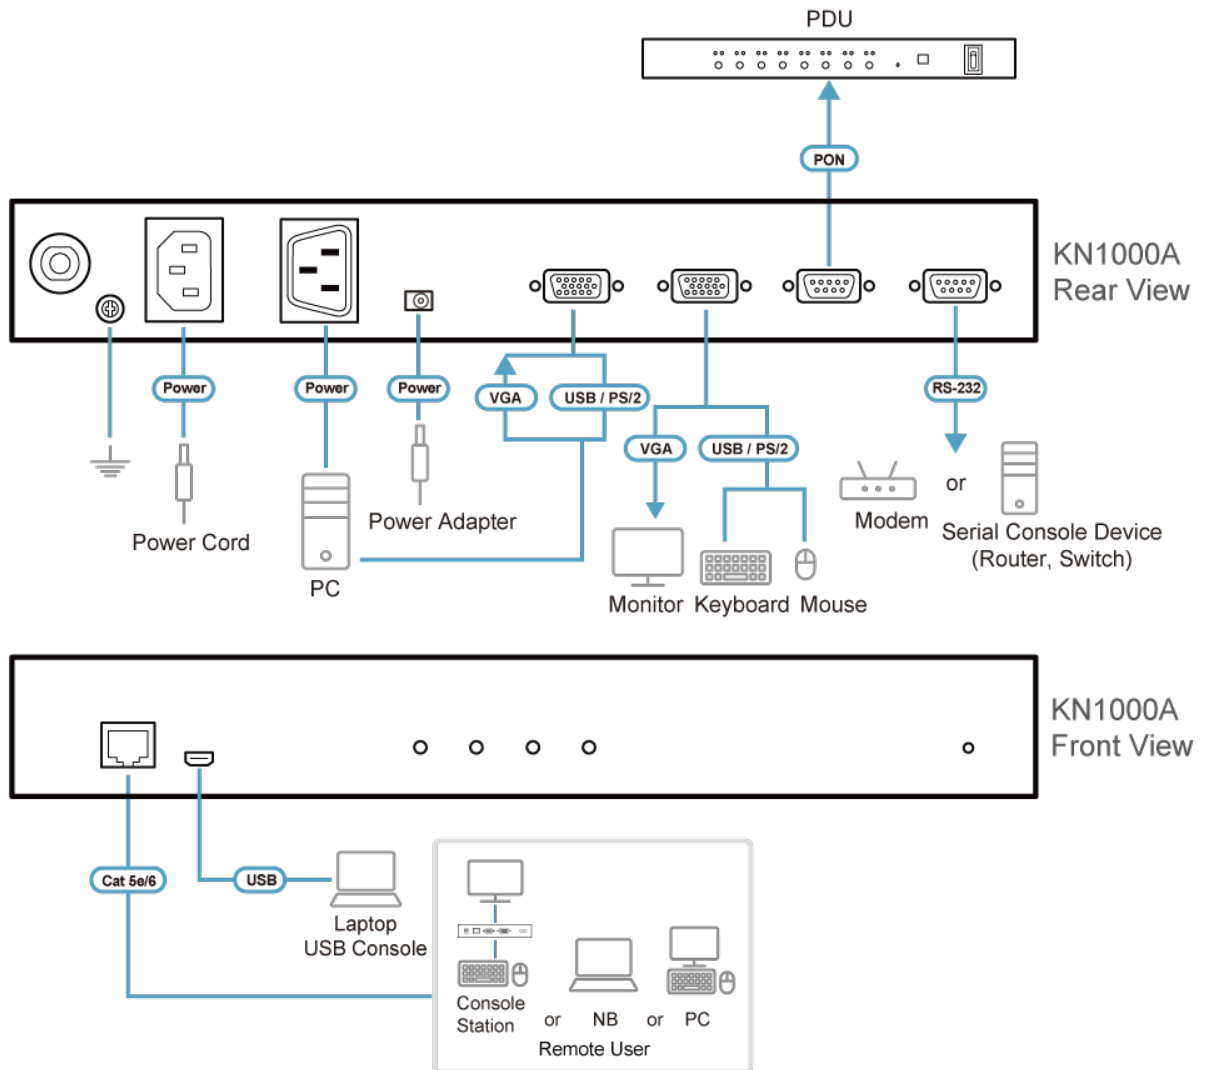 PDU
PON
KN1000A
Rear View
Power
Power
Power
VGA
USB / PS/2
VGA
USB / PS/2
RS-232
Power Cord
PC
Power Adapter
Monitor
Keyboard
Mouse
Modem
or
Serial Console Device
(Router, Switch)
KN1000A
Front View
Cat 5e/6
USB
Laptop
USB Console
Console
Station
or
NB
or
PC
Remote User